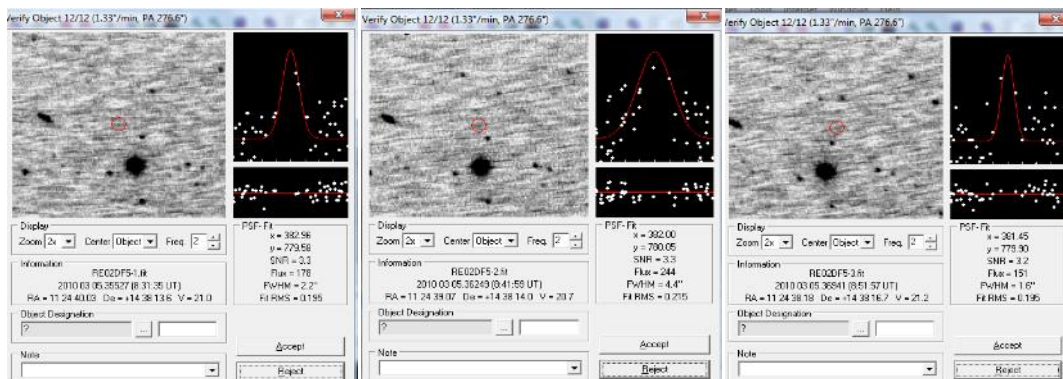 Verify Object 12/12 (1.33"/min, PA 276.6°)
Display
Zoom 2x Center Object Freq. 2
Information
RE02DF5-1.fit
2010 03 05.35527 (8:31:35 UT)
RA = 11 24 40.03 De = +14 38 13.6 V = 21.0
Object Designation
?
...
Note
PSF-Fit
x = 382.96
y = 779.58
SNR = 3.3
Flux = 178
FWHM = 2.2"
Fit RMS = 0.195
Accept
Reject
Verify Object 12/12 (1.33"/min, PA 276.6°)
Display
Zoom 2x Center Object Freq. 2
Information
RE02DF5-2.fit
2010 03 05.36249 (8:41:59 UT)
RA = 11 24 39.07 De = +14 38 14.0 V = 20.7
Object Designation
?
...
Note
PSF-Fit
x = 382.00
y = 780.05
SNR = 3.3
Flux = 244
FWHM = 4.4"
Fit RMS = 0.215
Accept
Reject
Verify Object 12/12 (1.33"/min, PA 276.6°)
Display
Zoom 2x Center Object Freq. 2
Information
RE02DF5-3.fit
2010 03 05.36941 (8:51:57 UT)
RA = 11 24 38.18 De = +14 38 16.7 V = 21.2
Object Designation
?
...
Note
PSF-Fit
x = 381.45
y = 779.90
SNR = 3.2
Flux = 151
FWHM = 1.6"
Fit RMS = 0.195
Accept
Reject